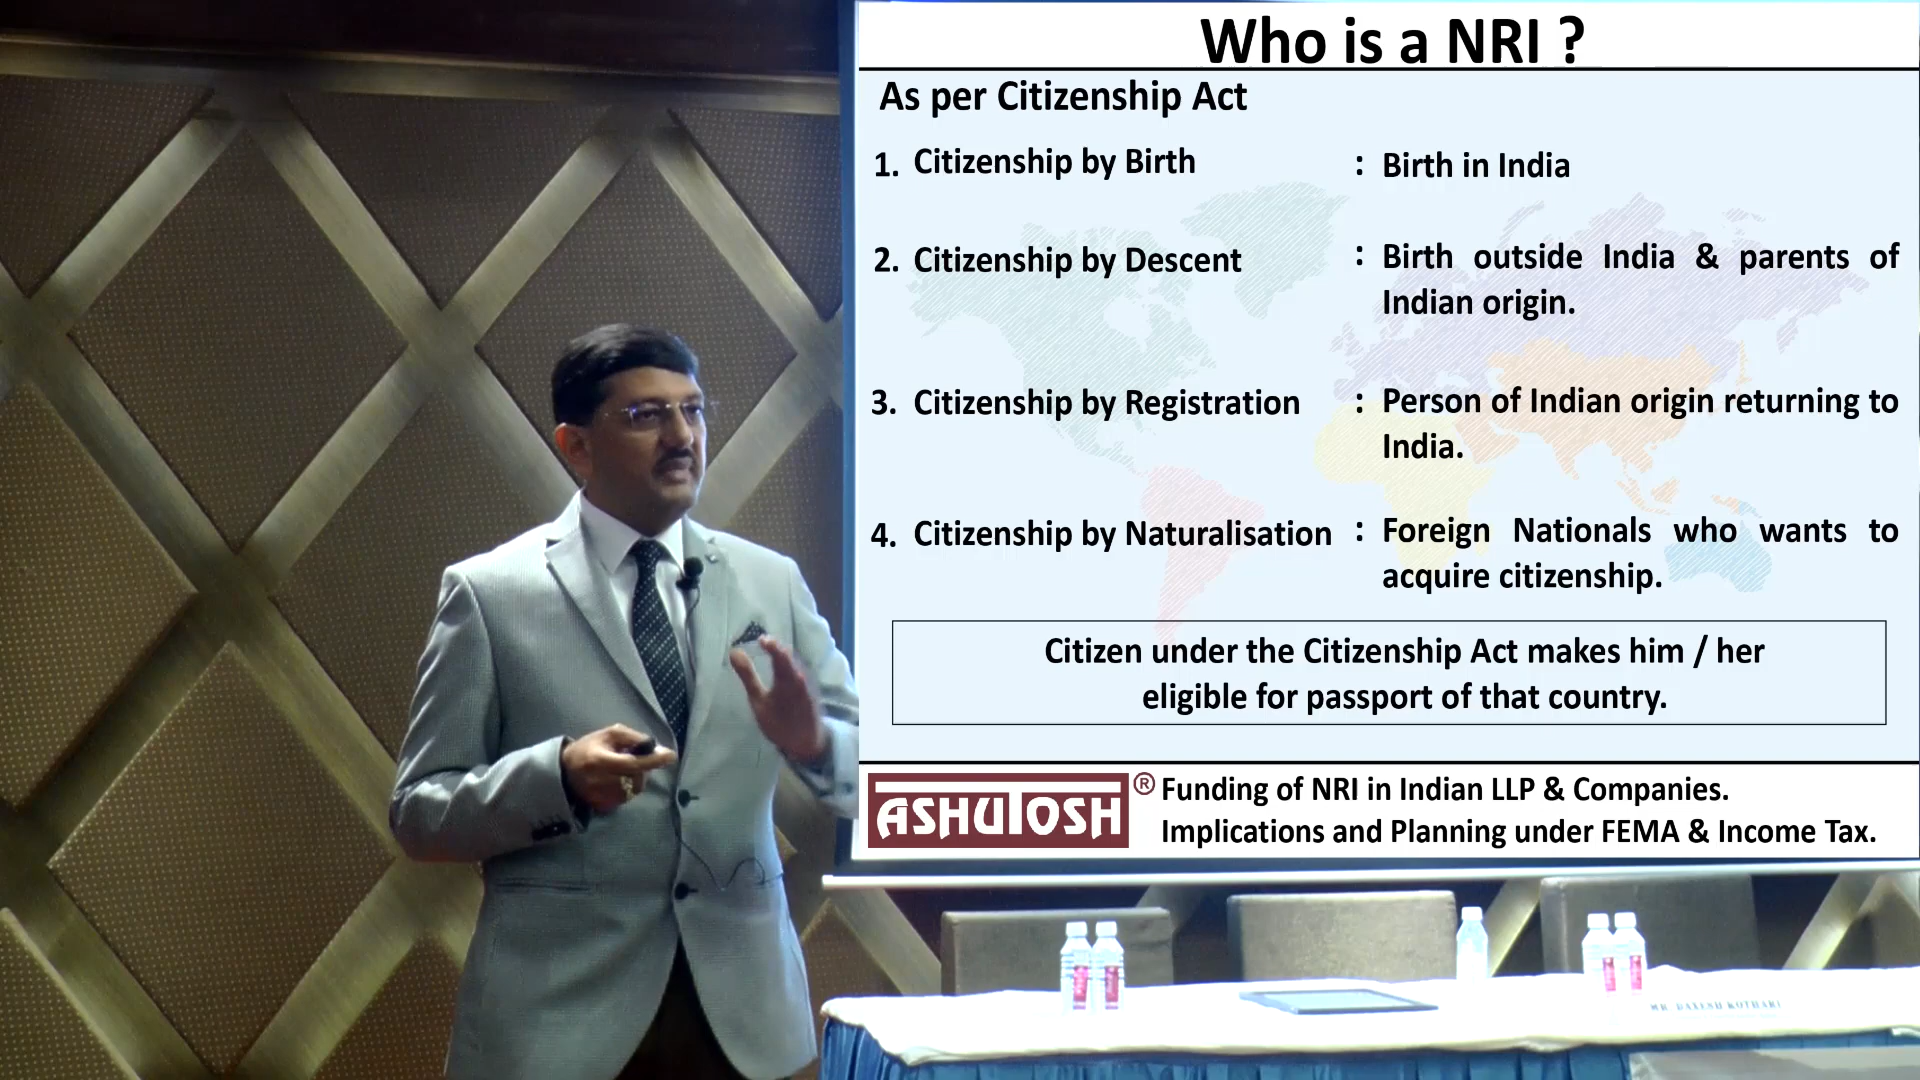 Who is a NRI ?
As per Citizenship Act
1. Citizenship by Birth : Birth in India
2. Citizenship by Descent : Birth outside India & parents of
Indian origin.
3. Citizenship by Registration : Person of Indian origin returning to
India.
4. Citizenship by Naturalisation : Foreign Nationals who wants to
acquire citizenship.
Citizen under the Citizenship Act makes him / her
eligible for passport of that country.
ASHUTOSH ® Funding of NRI in Indian LLP & Companies.
Implications and Planning under FEMA & Income Tax.
MR. DAXESH KOTHARI